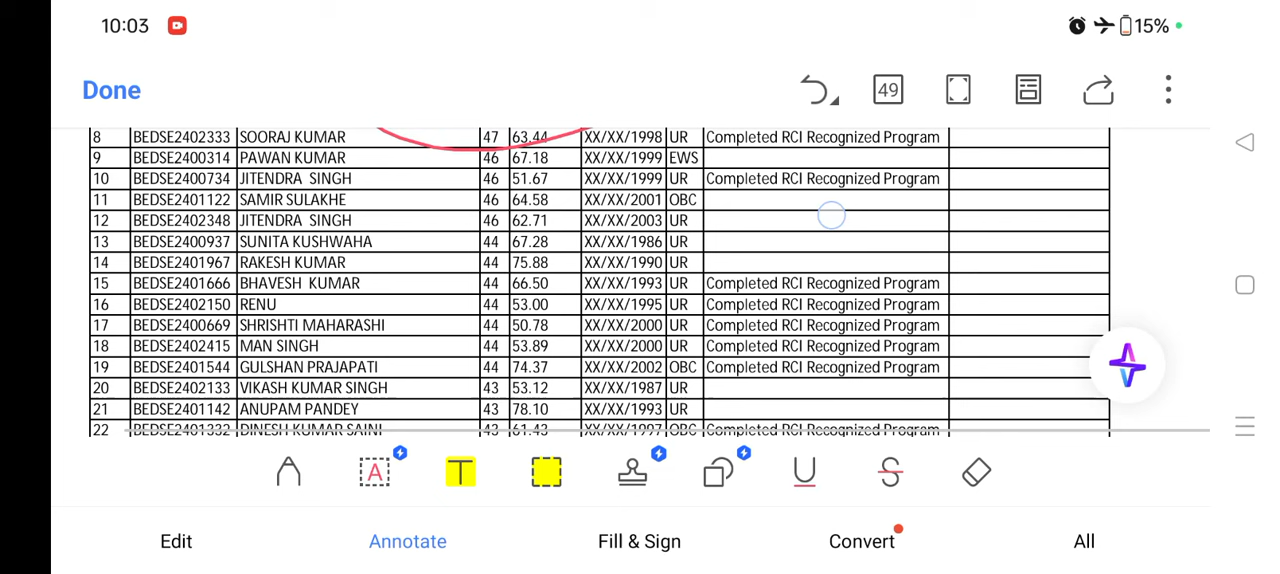 10:03 15%
Done 49
8 BEDSE2402333 SOORAJ KUMAR 47 63.44 XX/XX/1998 UR Completed RCI Recognized Program
9 BEDSE2400314 PAWAN KUMAR 46 67.18 XX/XX/1999 EWS
10 BEDSE2400734 JITENDRA SINGH 46 51.67 XX/XX/1999 UR Completed RCI Recognized Program
11 BEDSE2401122 SAMIR SULAKHE 46 64.58 XX/XX/2001 OBC
12 BEDSE2402348 JITENDRA SINGH 46 62.71 XX/XX/2003 UR
13 BEDSE2400937 SUNITA KUSHWAHA 44 67.28 XX/XX/1986 UR
14 BEDSE2401967 RAKESH KUMAR 44 75.88 XX/XX/1990 UR
15 BEDSE2401666 BHAVESH KUMAR 44 66.50 XX/XX/1993 UR Completed RCI Recognized Program
16 BEDSE2402150 RENU 44 53.00 XX/XX/1995 UR Completed RCI Recognized Program
17 BEDSE2400669 SHRISHTI MAHARASHI 44 50.78 XX/XX/2000 UR Completed RCI Recognized Program
18 BEDSE2402415 MAN SINGH 44 53.89 XX/XX/2000 UR Completed RCI Recognized Program
19 BEDSE2401544 GULSHAN PRAJAPATI 44 74.37 XX/XX/2002 OBC Completed RCI Recognized Program
20 BEDSE2402133 VIKASH KUMAR SINGH 43 53.12 XX/XX/1987 UR
21 BEDSE2401142 ANUPAM PANDEY 43 78.10 XX/XX/1993 UR
22 BEDSE2401332 DINESH KUMAR SAINI 43 61.43 XX/XX/1997 OBC Completed RCI Recognized Program
A T U S
Edit Annotate Fill & Sign Convert All